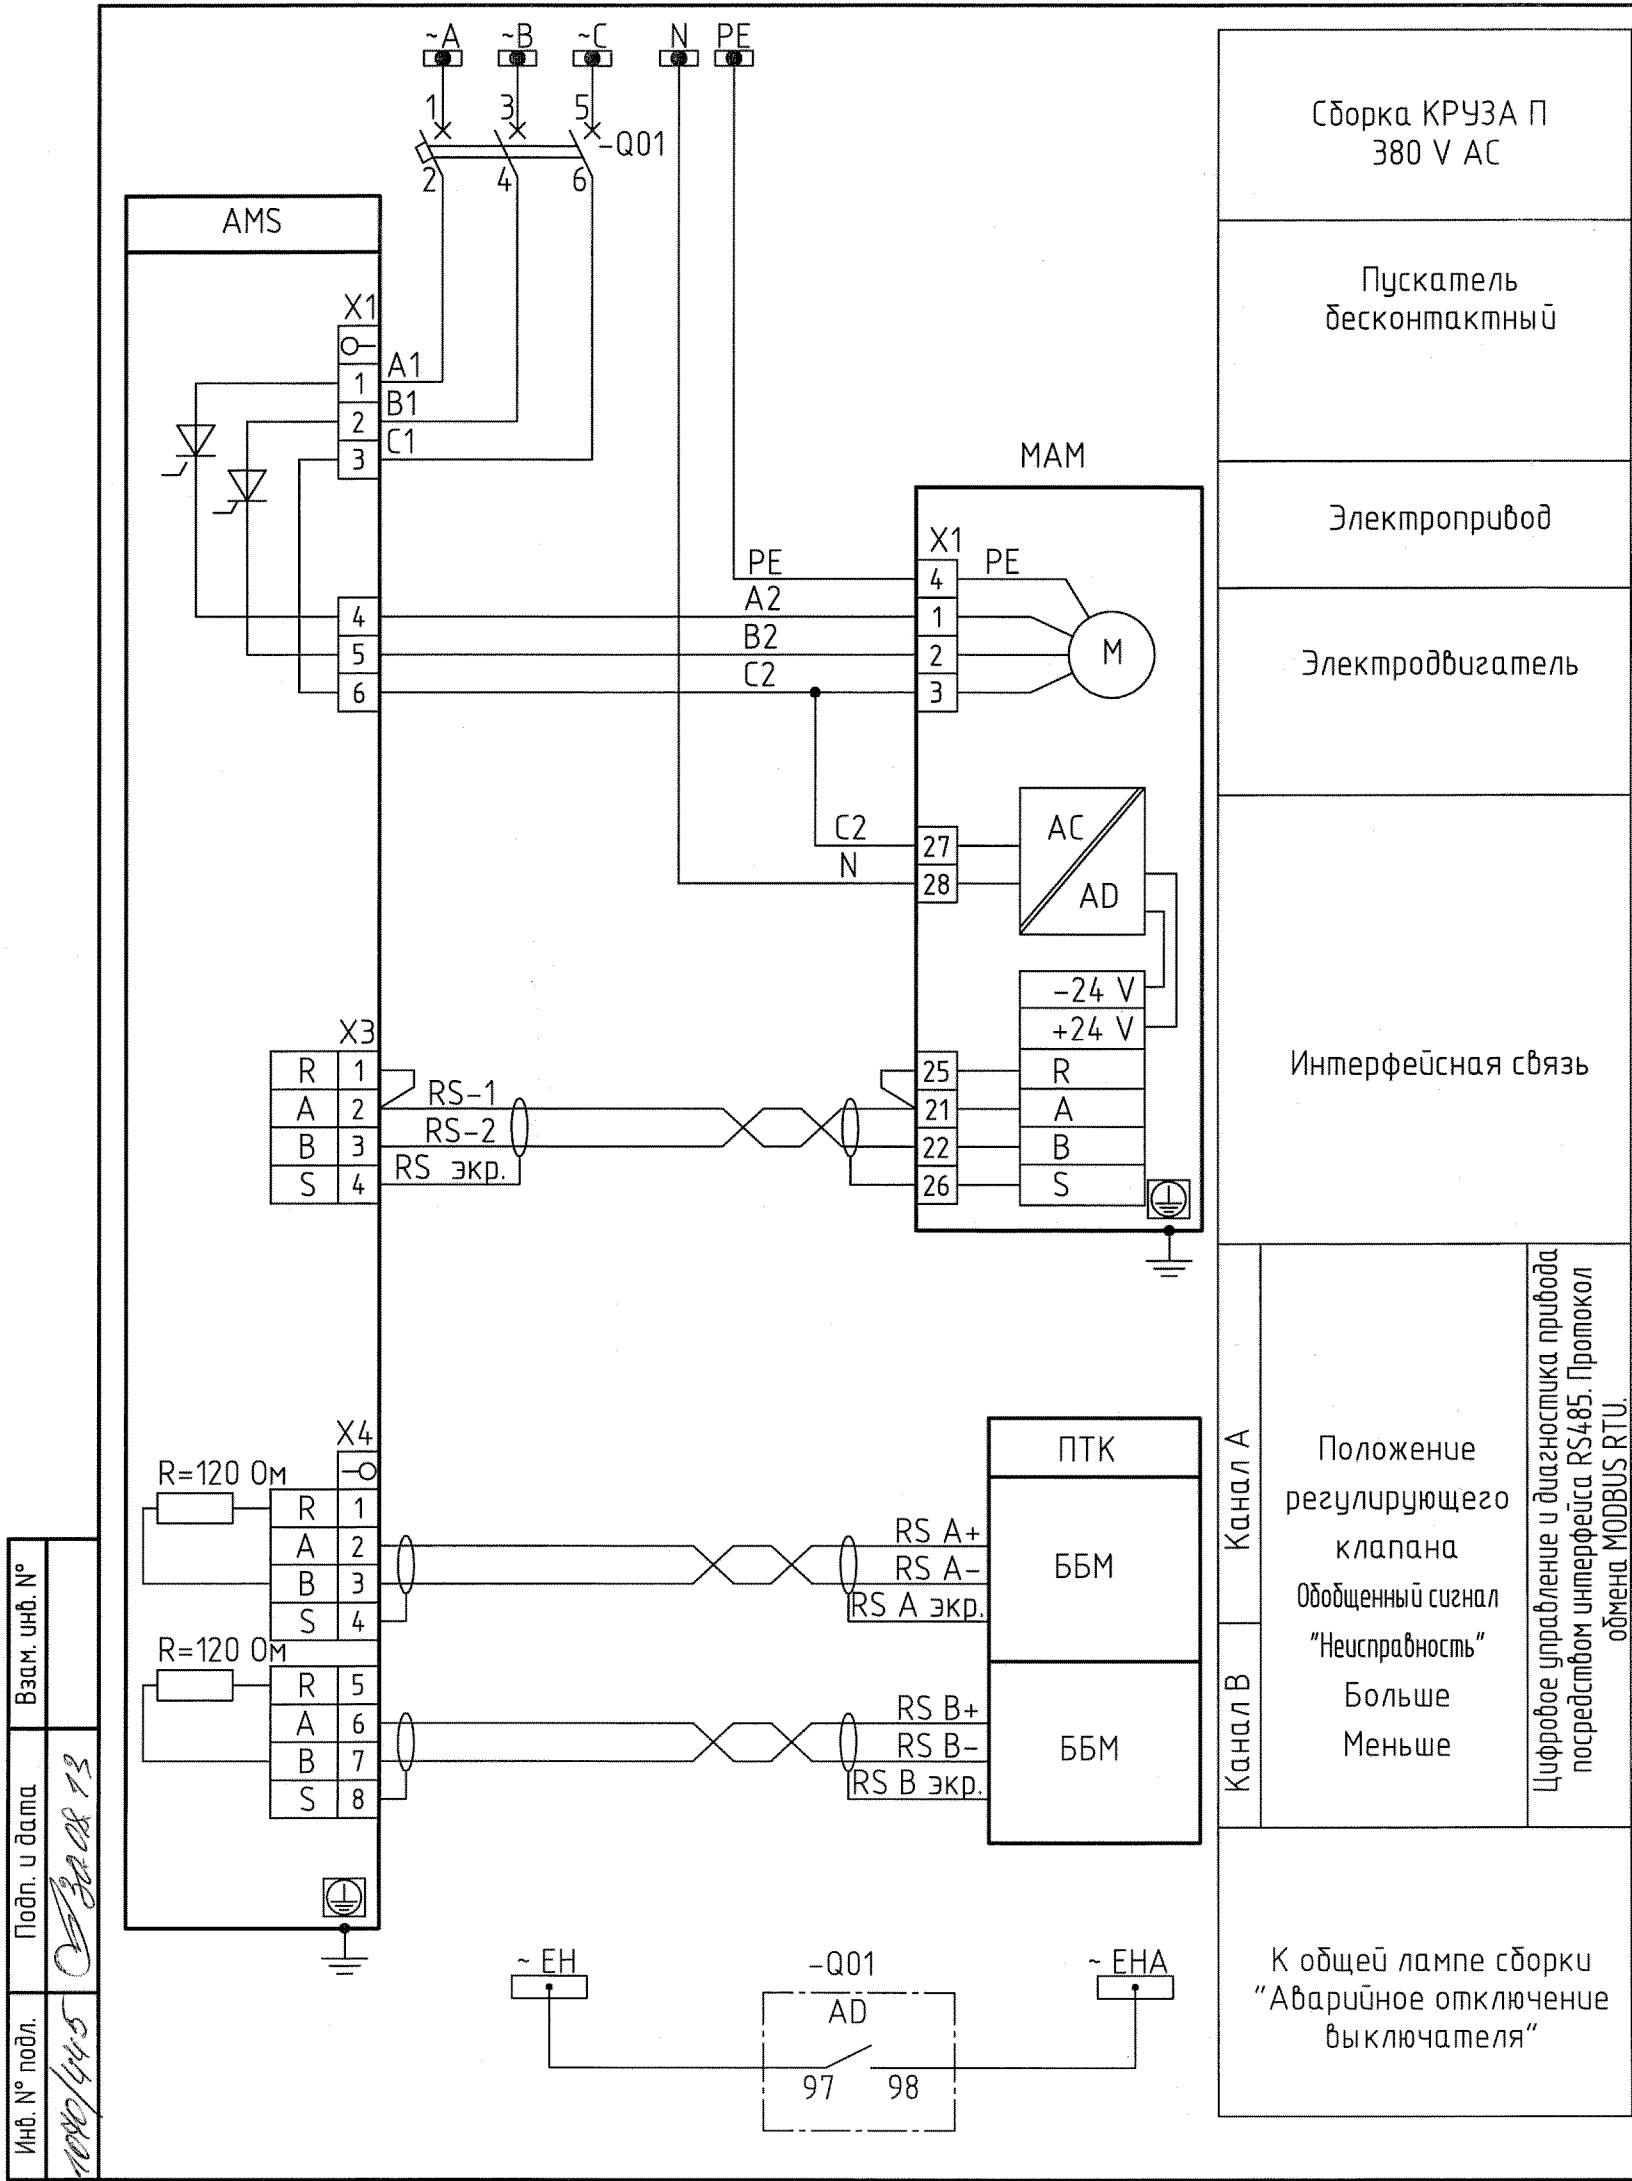 ~A ~B ~C N PE
1 3 5
-Q01
2 4 6
AMS
X1
1 A1
2 B1
3 C1
4
5
6
MAM
X1
PE 4 PE
A2 1
B2 2
C2 3
M
C2 27
N 28
AC
AD
-24 V
+24 V
X3
R 1
A 2 RS-1
B 3 RS-2
S 4 RS экр.
25 R
21 A
22 B
26 S
X4
R=120 Ом
R 1
A 2
B 3
S 4
R=120 Ом
R 5
A 6
B 7
S 8
ПТК
RS A+
RS A-
RS A экр.
ББМ
RS B+
RS B-
RS B экр.
ББМ
~ EH
-Q01
~ EHA
AD
97 98
Сборка КРУЗА П
380 V AC
Пускатель
бесконтактный
Электропривод
Электродвигатель
Интерфейсная связь
Канал А
Канал В
Положение
регулирующего
клапана
Обобщенный сигнал
"Неисправность"
Больше
Меньше
Цифровое управление и диагностика привода
посредством интерфейса RS485. Протокол
обмена MODBUS RTU.
К общей лампе сборки
"Аварийное отключение
выключателя"
Взам. инв. N°
Подп. и дата
30.08.13
Инв. N° подл.
1040/445